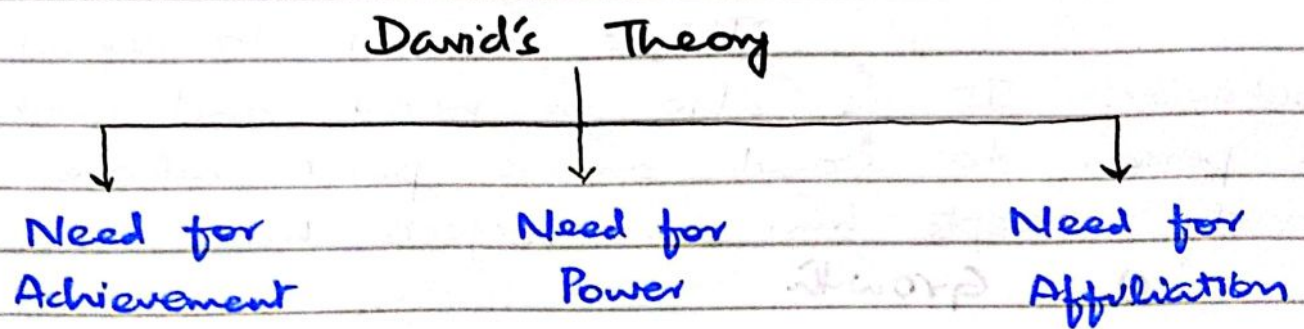 David's Theory
Need for Need for Need for
Achievement Power Affiliation